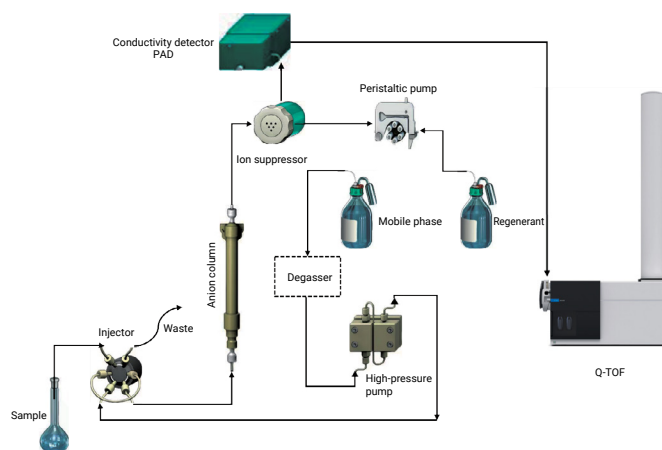 Conductivity detector
PAD
Peristaltic pump
Ion suppressor
Mobile phase
Regenerant
Anion column
Degasser
Injector
Waste
High-pressure
pump
Sample
Q-TOF